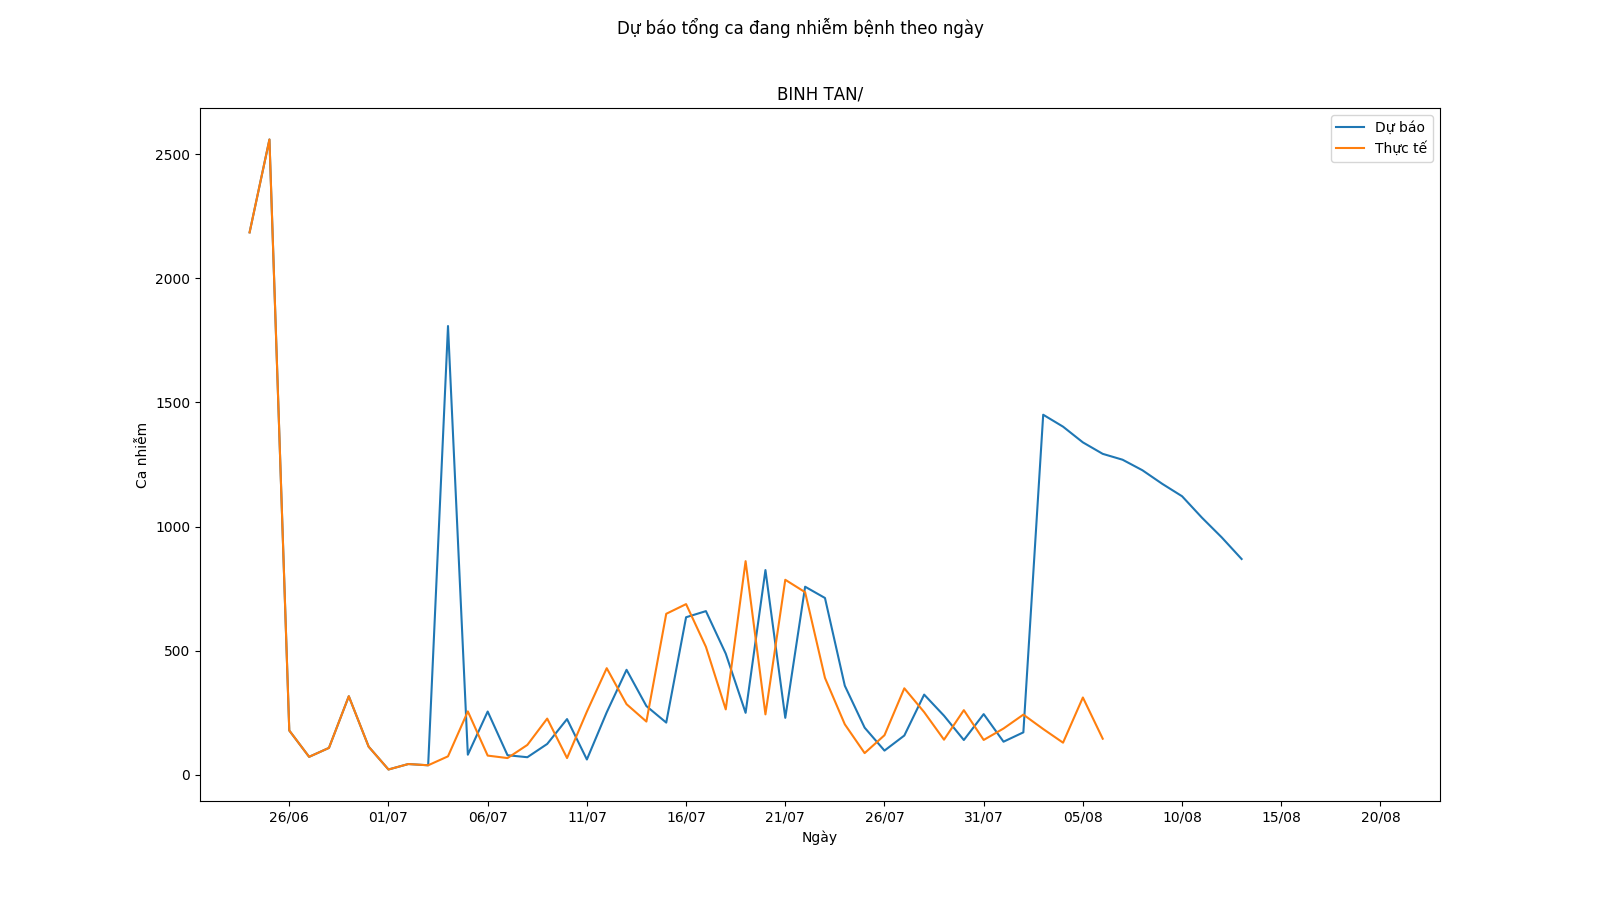 Dự báo tổng ca đang nhiễm bệnh theo ngày
BINH TAN/
Dự báo
Thực tế
2500
2000
1500
1000
500
0
Ca nhiễm
26/06 01/07 06/07 11/07 16/07 21/07 26/07 31/07 05/08 10/08 15/08 20/08
Ngày